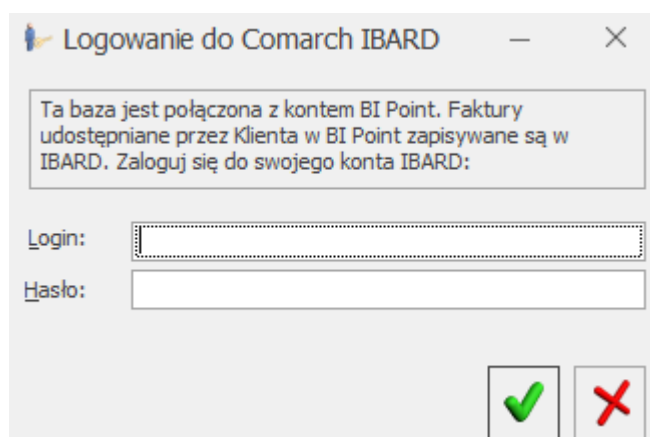 Logowanie do Comarch IBARD
Ta baza jest połączona z kontem BI Point. Faktury
udostępniane przez Klienta w BI Point zapisywane są w
IBARD. Zaloguj się do swojego konta IBARD:
Login:
Hasło: